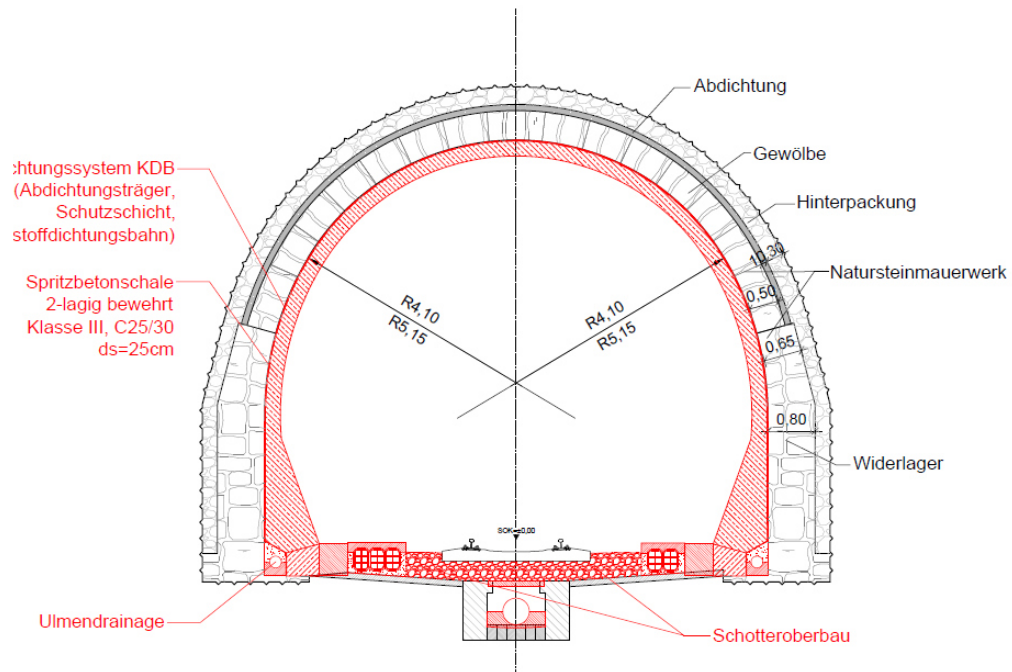 Abdichtung
Gewölbe
Hinterpackung
Natursteinmauerwerk
Widerlager
chtungssystem KDB
(Abdichtungsträger,
Schutzschicht,
stoffdichtungsbahn)
Spritzbetonschale
2-lagig bewehrt
Klasse III, C25/30
ds=25cm
R4,10
R5,15
R4,10
R5,15
10,30
0,50
0,65
0,80
SOK=±0,00
Ulmendrainage
Schotteroberbau